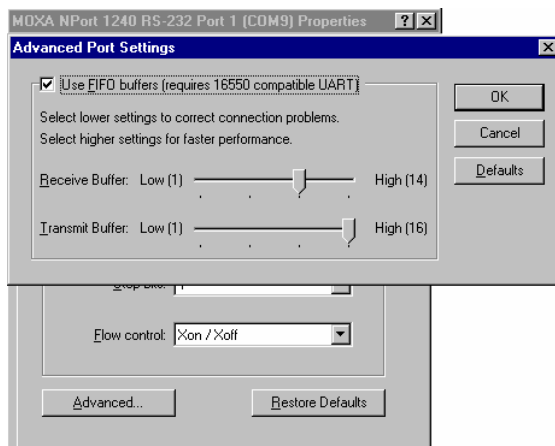 MOXA NPort 1240 RS-232 Port 1 (COM9) Properties
Advanced Port Settings
Use FIFO buffers (requires 16550 compatible UART)
Select lower settings to correct connection problems.
Select higher settings for faster performance.
Receive Buffer: Low (1) High (14)
Transmit Buffer: Low (1) High (16)
OK
Cancel
Defaults
Flow control: Xon / Xoff
Advanced...
Restore Defaults